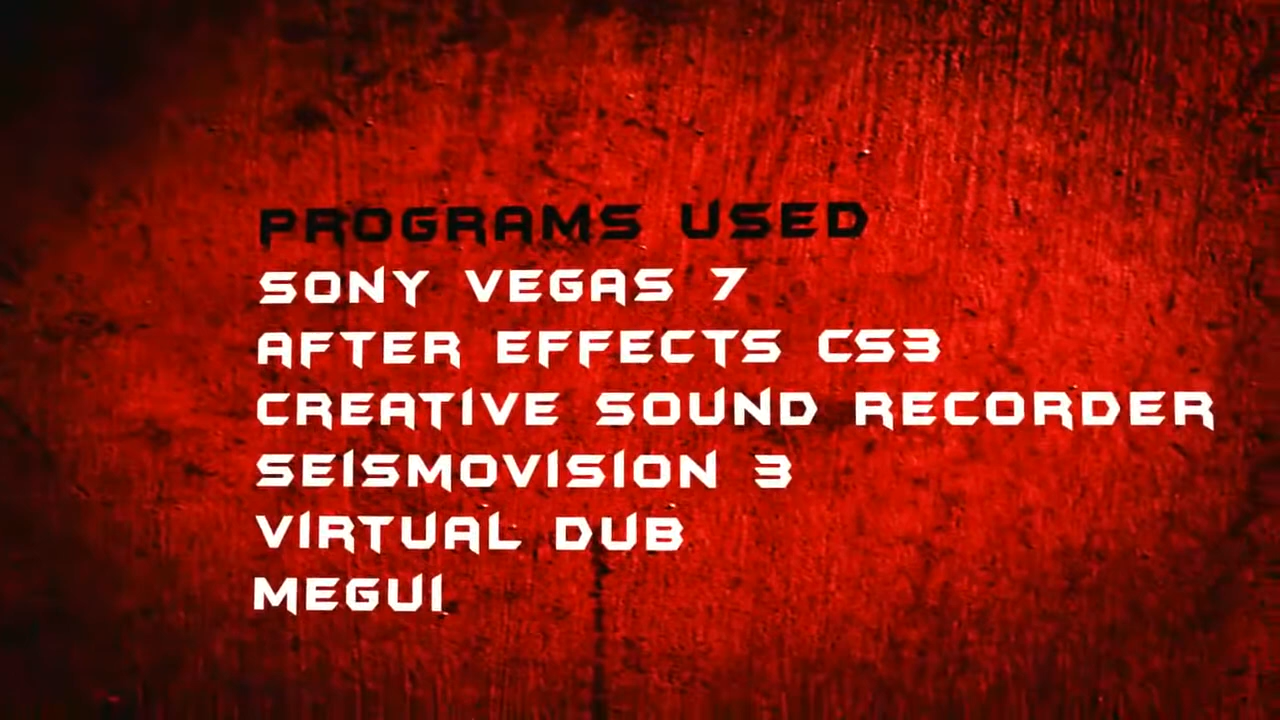 PROGRAMS USED
SONY VEGAS 7
AFTER EFFECTS CS3
CREATIVE SOUND RECORDER
SEISMOVISION 3
VIRTUAL DUB
MEGUI